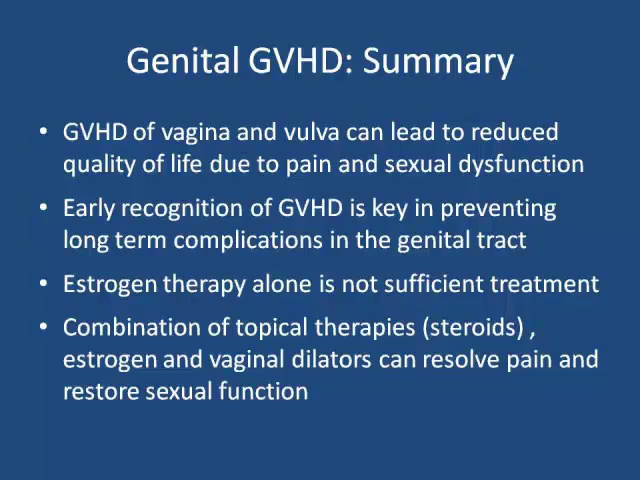 Genital GVHD: Summary
• GVHD of vagina and vulva can lead to reduced
quality of life due to pain and sexual dysfunction
• Early recognition of GVHD is key in preventing
long term complications in the genital tract
• Estrogen therapy alone is not sufficient treatment
• Combination of topical therapies (steroids) ,
estrogen and vaginal dilators can resolve pain and
restore sexual function